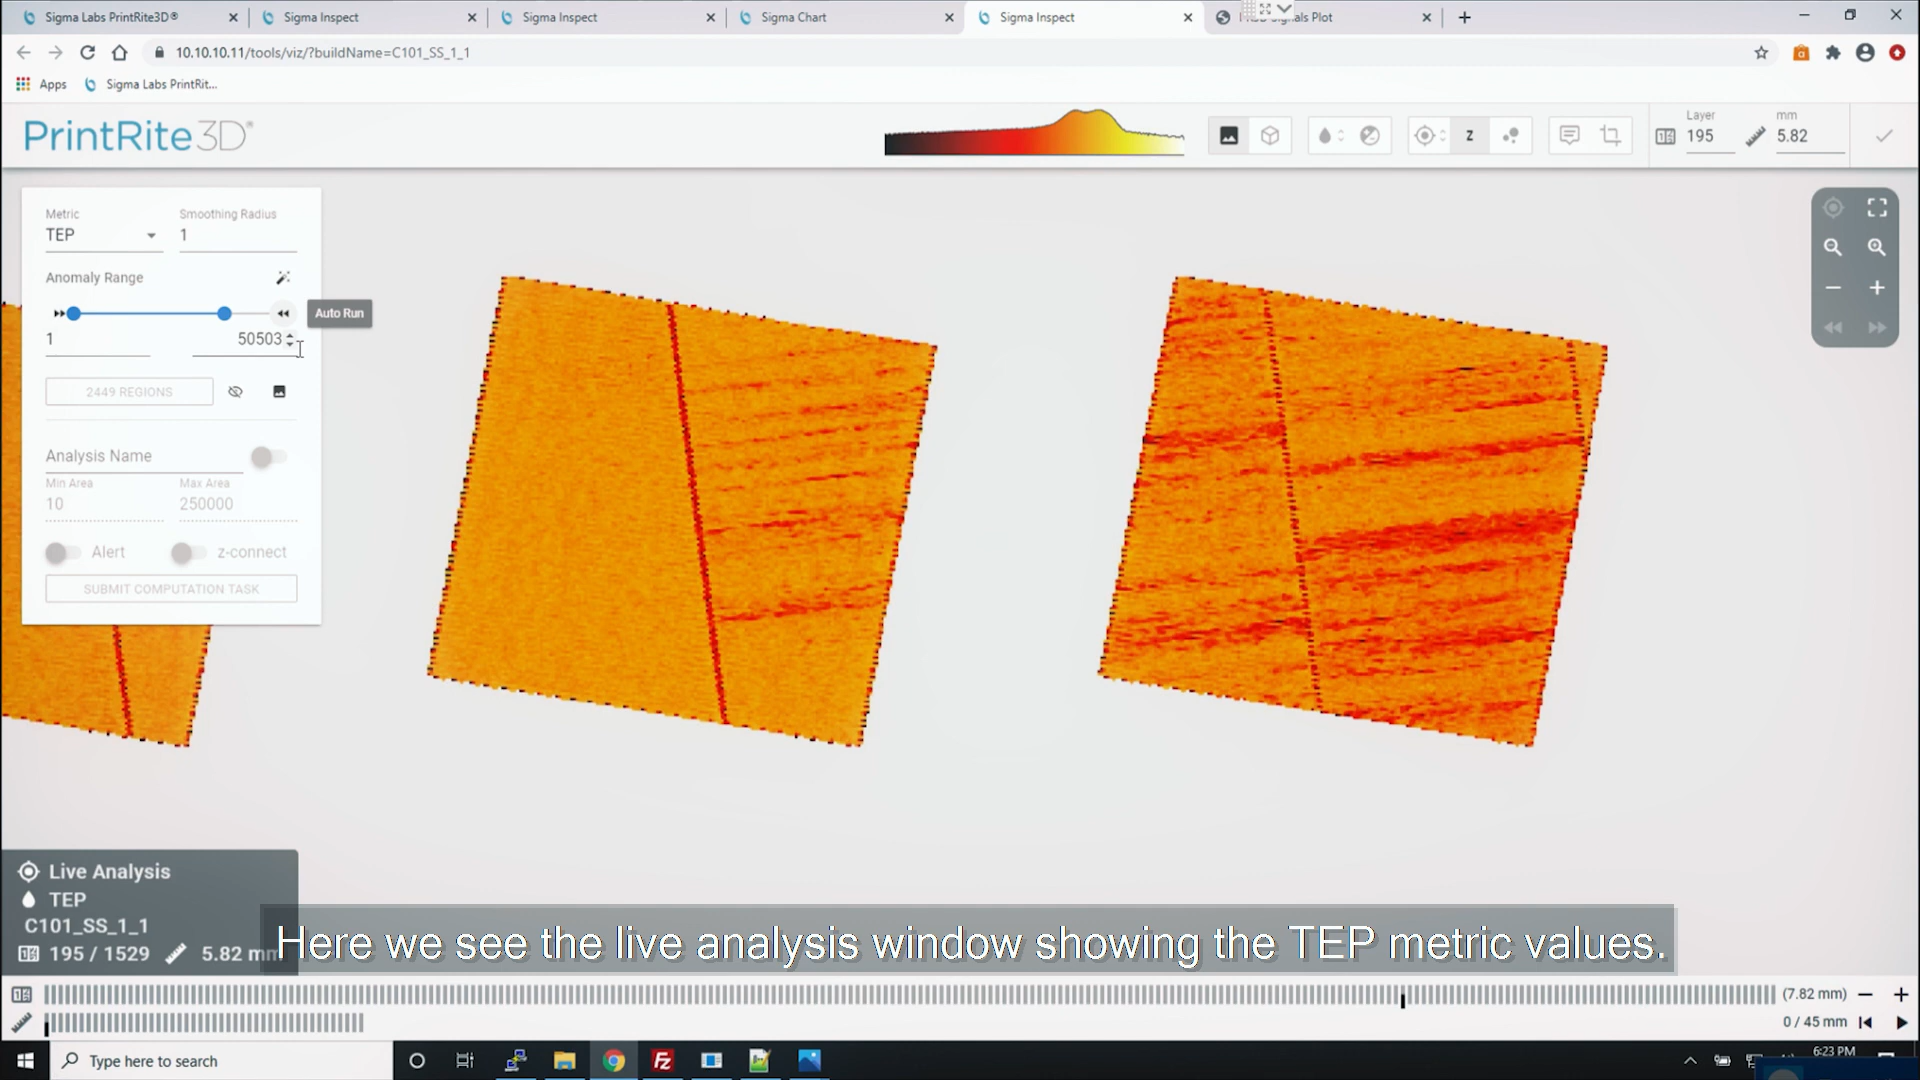 Sigma Labs PrintRite3D®
Sigma Inspect
Sigma Inspect
Sigma Chart
Sigma Inspect
Signals Plot
10.10.10.11/tools/viz/?buildName=C101_SS_1_1
Apps
Sigma Labs PrintRit...
PrintRite3D®
Z
Layer
195
mm
5.82
Metric
TEP
Smoothing Radius
1
Anomaly Range
Auto Run
1
50503
2449 REGIONS
Analysis Name
Min Area
10
Max Area
250000
Alert
z-connect
SUBMIT COMPUTATION TASK
Live Analysis
TEP
C101_SS_1_1
195 / 1529
5.82 mm
Here we see the live analysis window showing the TEP metric values.
(7.82 mm)
0 / 45 mm
Type here to search
6:23 PM